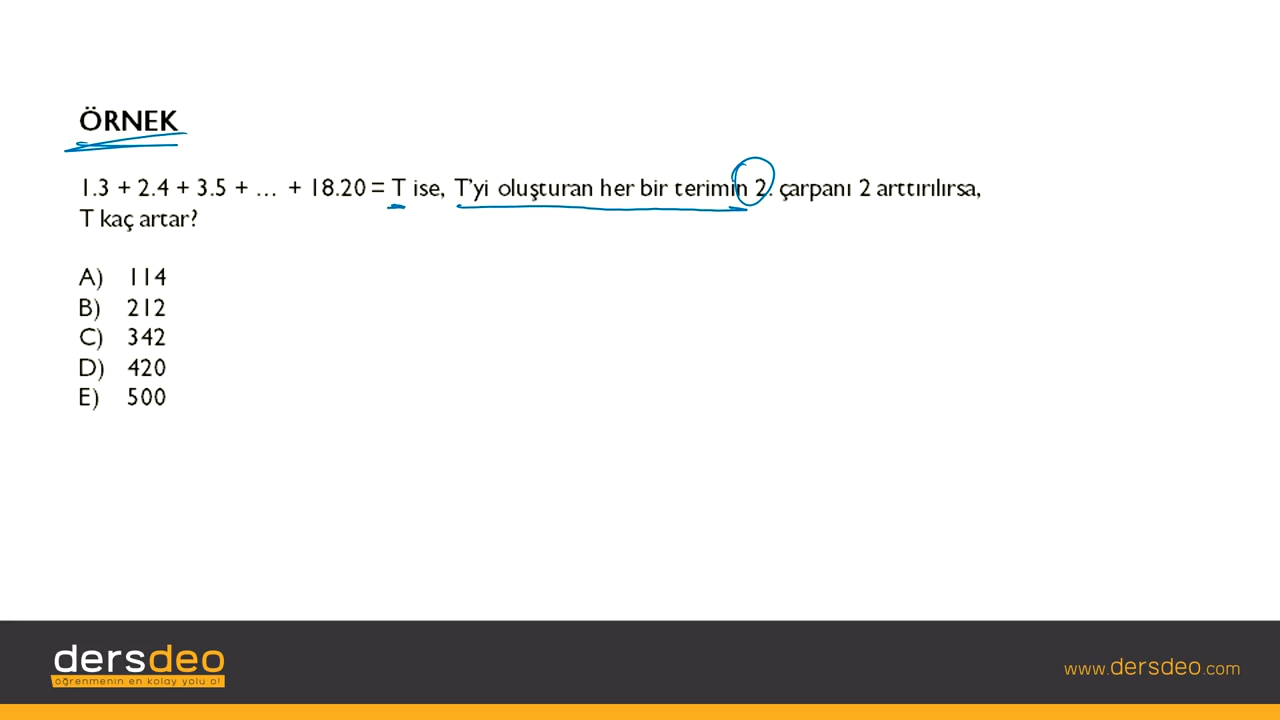 ÖRNEK
1.3 + 2.4 + 3.5 + ... + 18.20 = T ise, T'yi oluşturan her bir terimin 2. çarpanı 2 arttırılırsa,
T kaç artar?
A) 114
B) 212
C) 342
D) 420
E) 500
dersdeo
öğrenmenin en kolay yolu o!
www.dersdeo.com